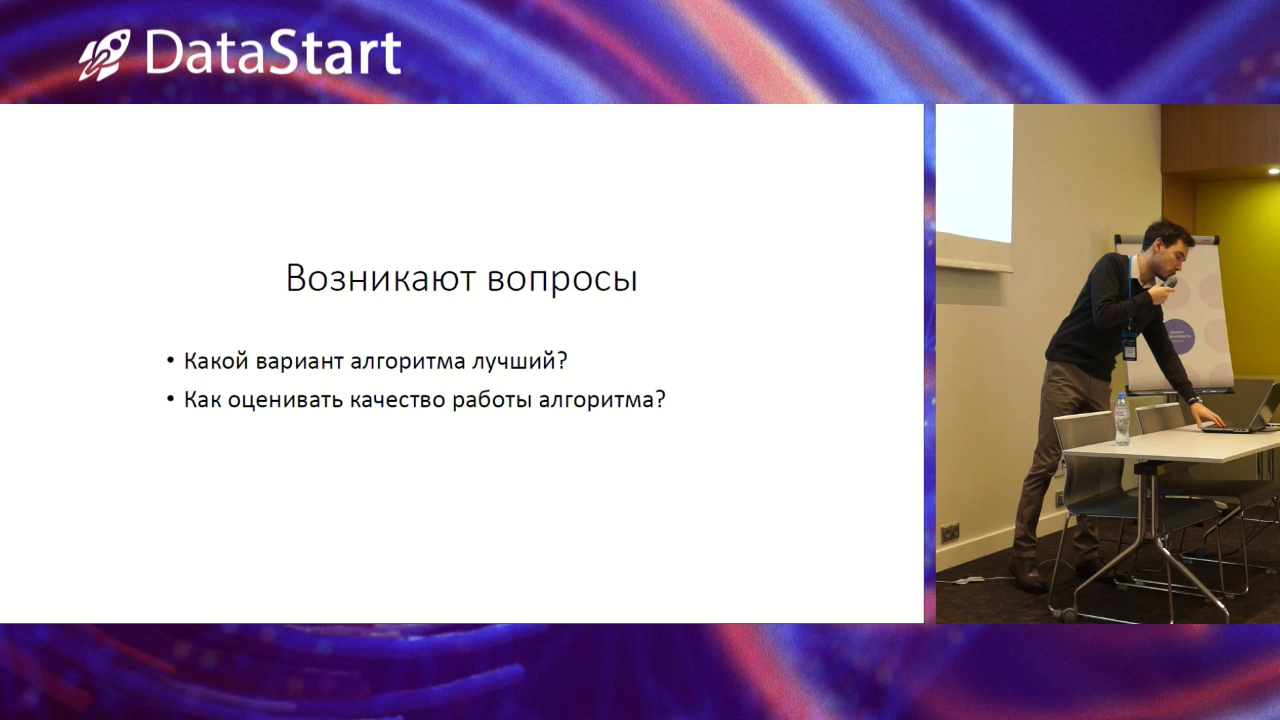 DataStart
Возникают вопросы
• Какой вариант алгоритма лучший?
• Как оценивать качество работы алгоритма?